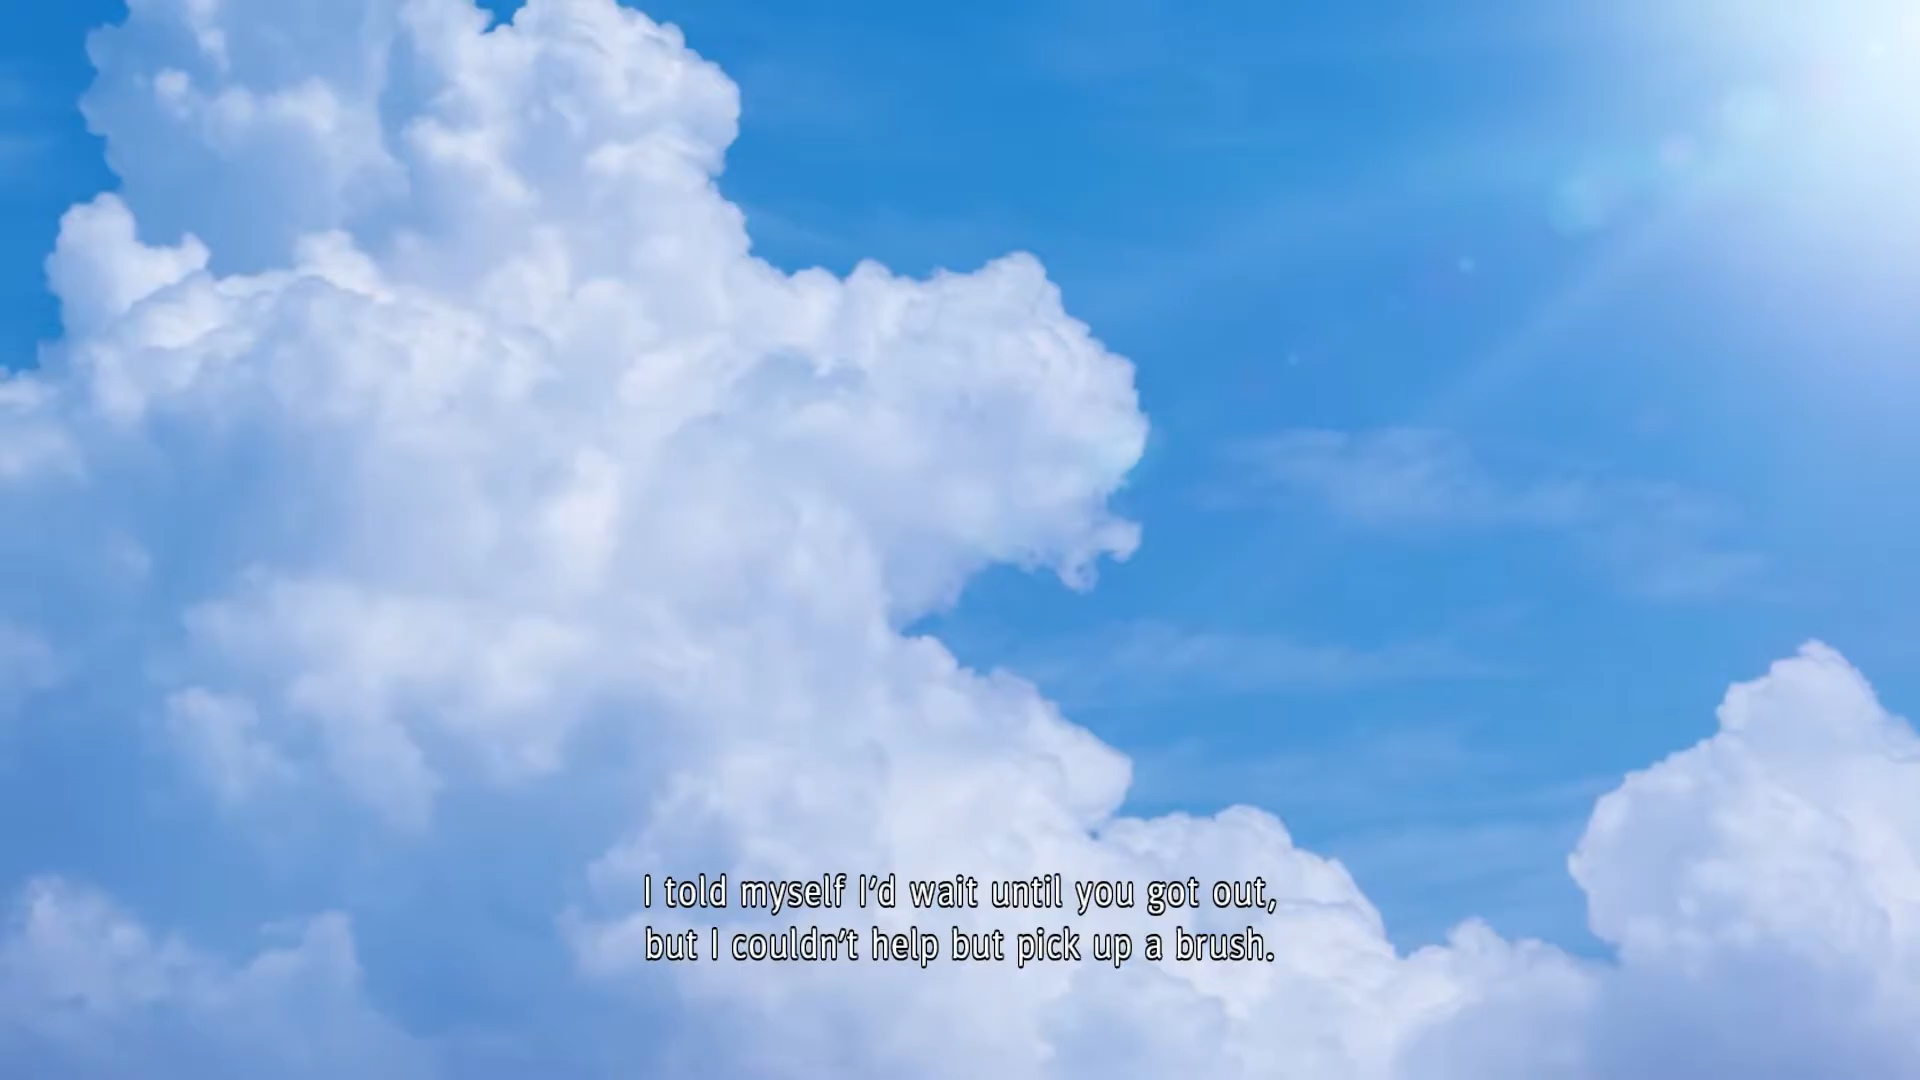 I told myself I'd wait until you got out,
but I couldn't help but pick up a brush.